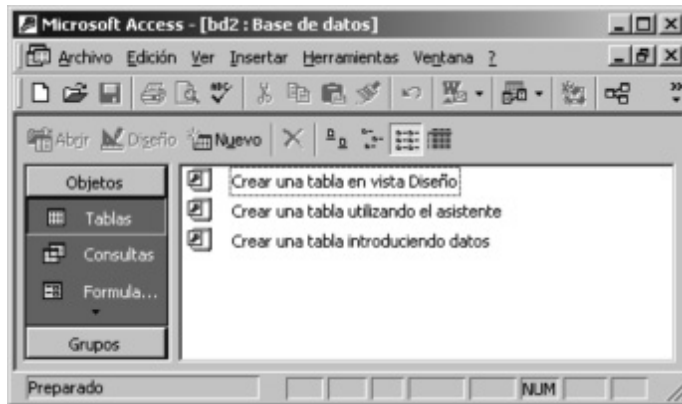 Microsoft Access - [bd2 : Base de datos]
Archivo Edición Ver Insertar Herramientas Ventana ?
Abrir Diseño Nuevo
Objetos
Crear una tabla en vista Diseño
Tablas
Crear una tabla utilizando el asistente
Consultas
Crear una tabla introduciendo datos
Formula...
Grupos
Preparado NUM